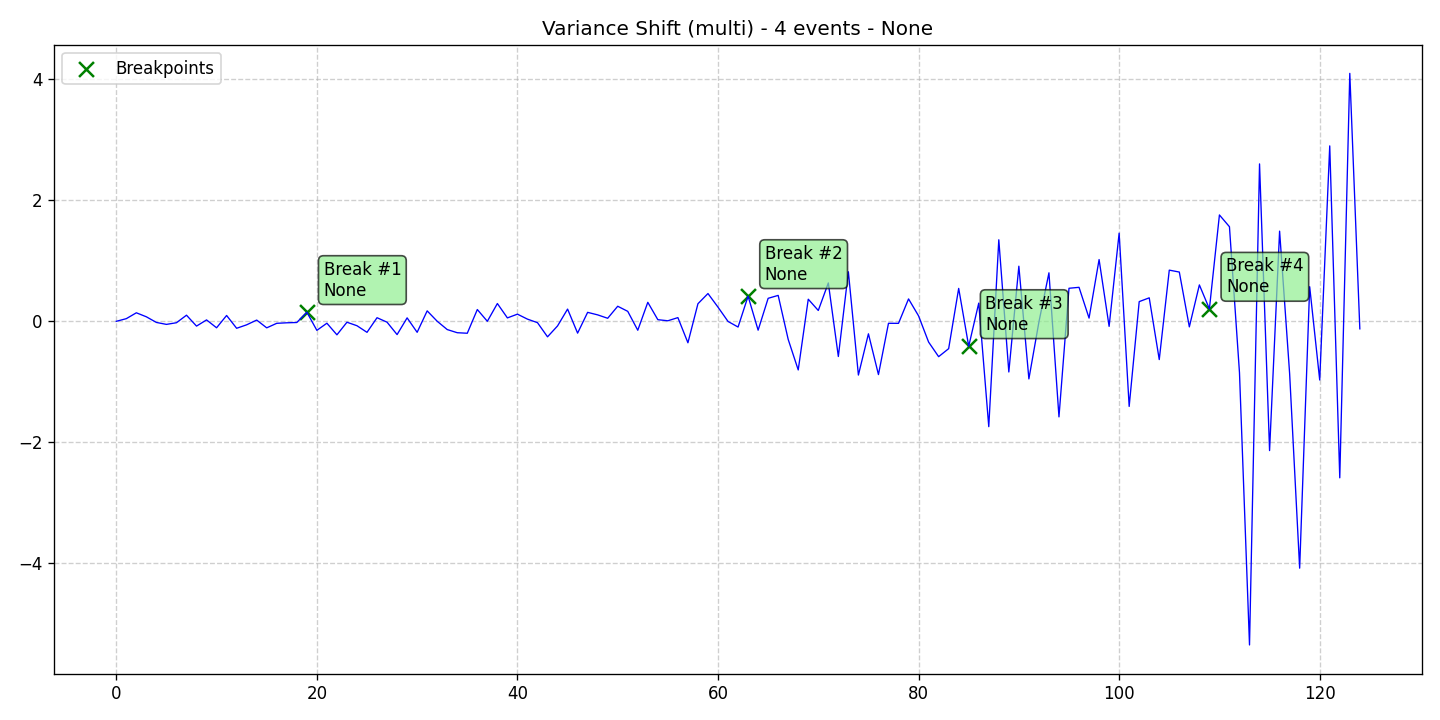 Variance Shift (multi) - 4 events - None
Breakpoints
4
2
0
−2
−4
Break #1
None
Break #2
None
Break #3
None
Break #4
None
0
20
40
60
80
100
120